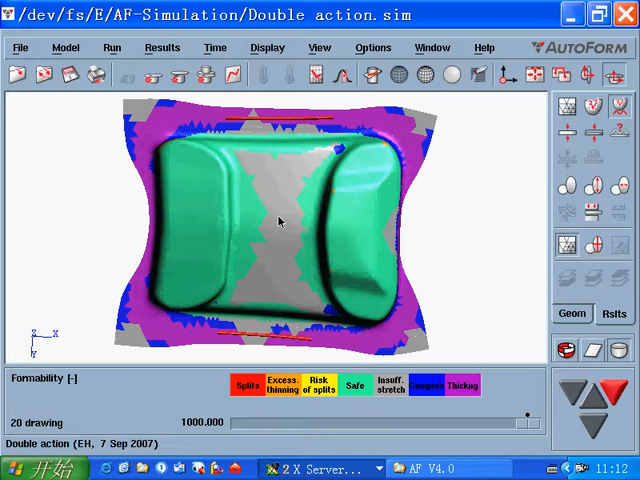 /dev/fs/E/AF-Simulation/Double action.sim
File Model Run Results Time Display View Options Window Help AUTOFORM
Z X
Y
Geom Rslts
Formability [-]
Splits Excess. thinning Risk of splits Safe Insuff. stretch Compress Thickng
20 drawing 1000.000
Double action (EH, 7 Sep 2007)
开始 2 X Server... AF V4.0 11:12